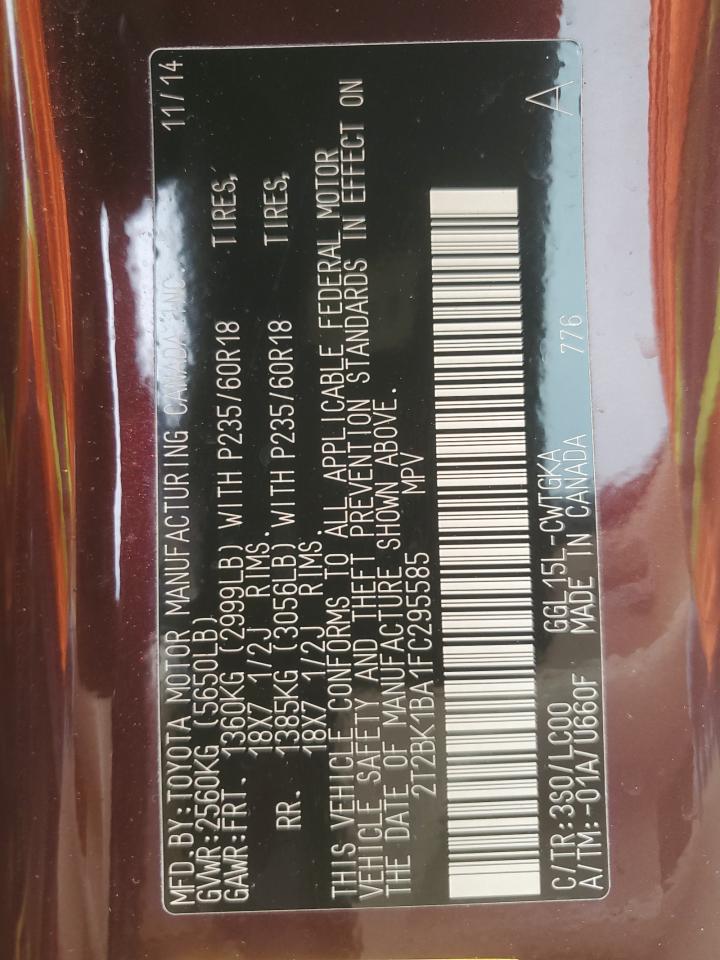 MFD.BY:TOYOTA MOTOR MANUFACTURING CANADA INC. 11/14
GVWR:2560KG (5650LB)
GAWR:FRT. 1360KG (2999LB) WITH P235/60R18 TIRES,
18X7 1/2J RIMS.
RR. 1385KG (3056LB) WITH P235/60R18 TIRES,
18X7 1/2J RIMS.
THIS VEHICLE CONFORMS TO ALL APPLICABLE FEDERAL MOTOR
VEHICLE SAFETY AND THEFT PREVENTION STANDARDS IN EFFECT ON
THE DATE OF MANUFACTURE SHOWN ABOVE.
2T2BK1BA1FC295585 MPV
C/TR:3S0/LC00 GGL15L-CWTGKA A
A/TM:-01A/U660F MADE IN CANADA 776